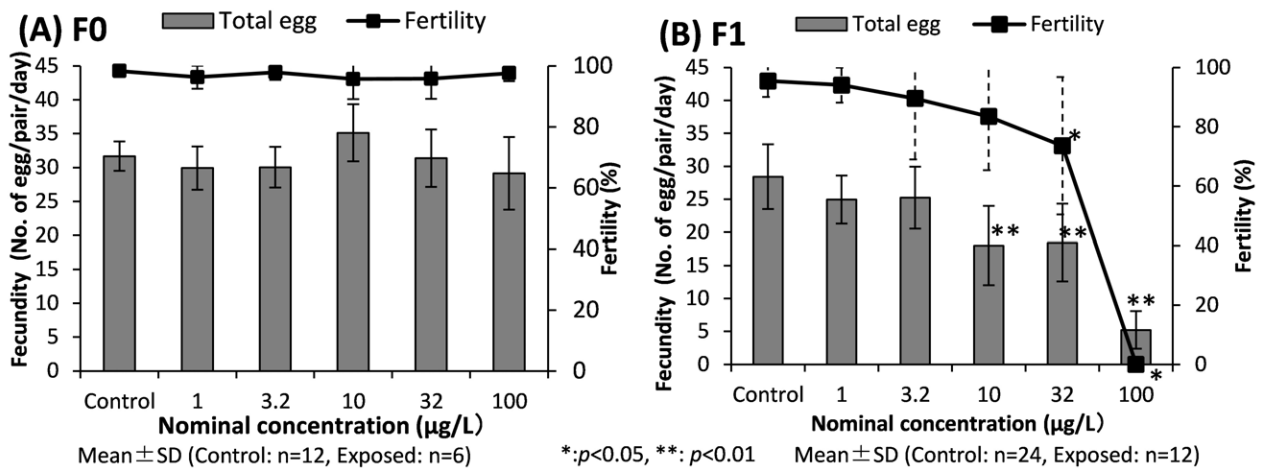 (A) F0
Total egg
Fertility
Fecundity (No. of egg/pair/day)
45
40
35
30
25
20
15
10
5
0
100
80
60
40
20
0
Fertility (%)
Control 1 3.2 10 32 100
Nominal concentration (µg/L)
Mean±SD (Control: n=12, Exposed: n=6)
(B) F1
Total egg
Fertility
Fecundity (No. of egg/pair/day)
45
40
35
30
25
20
15
10
5
0
*
**
**
**
*
100
80
60
40
20
0
Fertility (%)
Control 1 3.2 10 32 100
Nominal concentration (µg/L)
*:p<0.05, **: p<0.01
Mean±SD (Control: n=24, Exposed: n=12)